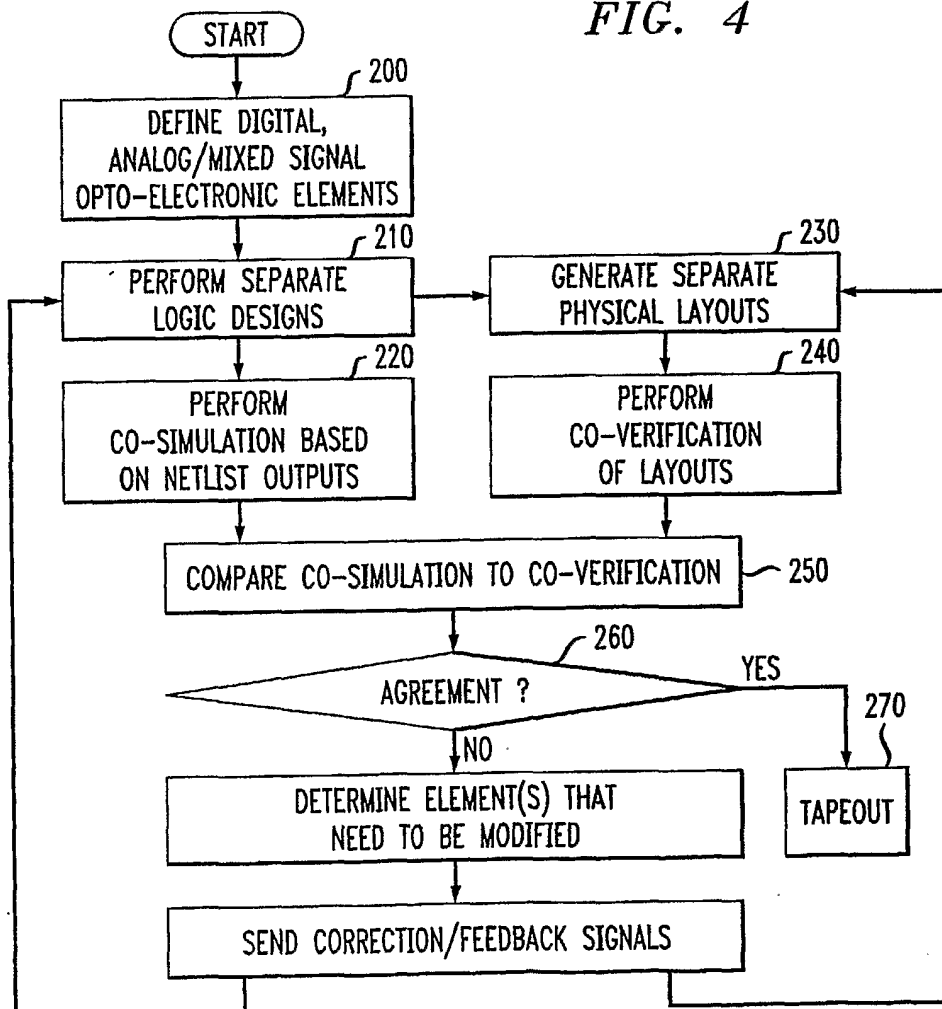 FIG. 4
START
200
DEFINE DIGITAL,
ANALOG/MIXED SIGNAL
OPTO-ELECTRONIC ELEMENTS
210
PERFORM SEPARATE
LOGIC DESIGNS
230
GENERATE SEPARATE
PHYSICAL LAYOUTS
220
PERFORM
CO-SIMULATION BASED
ON NETLIST OUTPUTS
240
PERFORM
CO-VERIFICATION
OF LAYOUTS
COMPARE CO-SIMULATION TO CO-VERIFICATION
250
260
AGREEMENT ?
YES
NO
270
TAPEOUT
DETERMINE ELEMENT(S) THAT
NEED TO BE MODIFIED
SEND CORRECTION/FEEDBACK SIGNALS